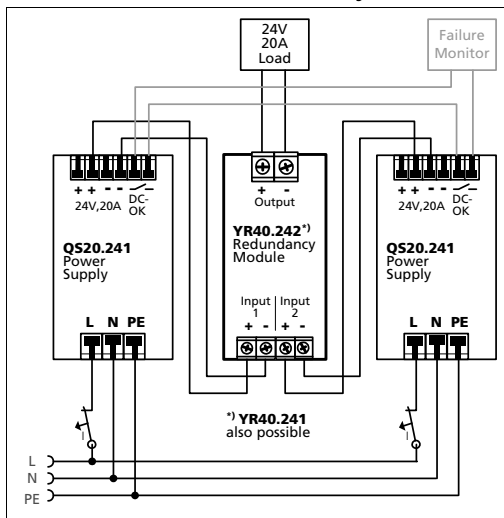 24V
20A
Load
Failure
Monitor
+ + - -
24V,20A
DC-
OK
QS20.241
Power
Supply
L N PE
+ -
Output
YR40.242*)
Redundancy
Module
Input
1
Input
2
+ - + -
+ + - -
24V,20A
DC-
OK
QS20.241
Power
Supply
L N PE
*) YR40.241
also possible
I
I
L
N
PE